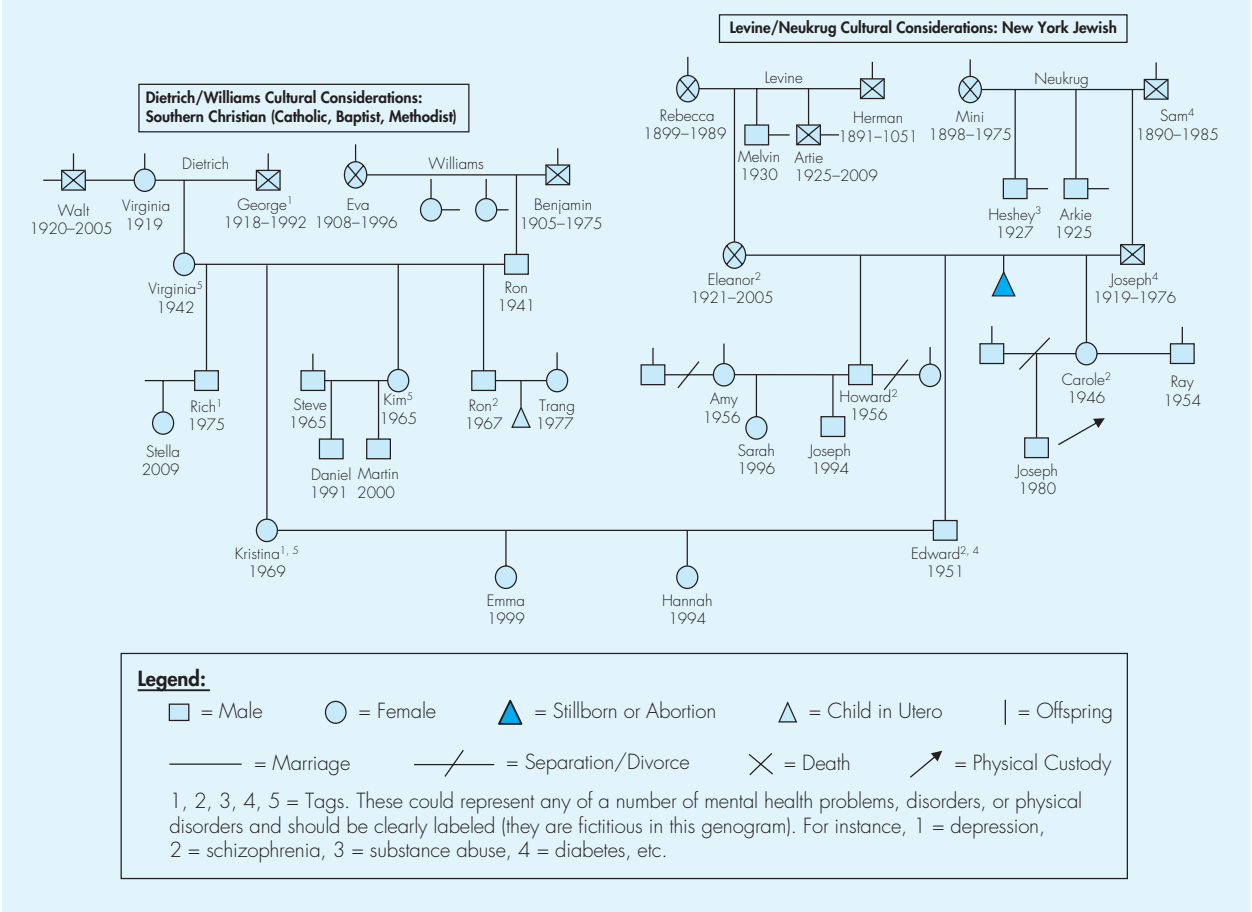 Levine/Neukrug Cultural Considerations: New York Jewish
Dietrich/Williams Cultural Considerations:
Southern Christian (Catholic, Baptist, Methodist)
Levine
Neukrug
Rebecca
1899–1989
Herman
1891–1051
Mini
1898–1975
Sam4
1890–1985
Melvin
1930
Artie
1925–2009
Dietrich
Williams
Walt
1920–2005
Virginia
1919
George1
1918–1992
Eva
1908–1996
Benjamin
1905–1975
Heshey3
1927
Arkie
1925
Virginia5
1942
Ron
1941
Eleanor2
1921–2005
Joseph4
1919–1976
Rich1
1975
Stella
2009
Steve
1965
Kim5
1965
Daniel
1991
Martin
2000
Ron2
1967
Trang
1977
Amy
1956
Howard2
1956
Sarah
1996
Joseph
1994
Carole2
1946
Ray
1954
Joseph
1980
Kristina1, 5
1969
Edward2, 4
1951
Emma
1999
Hannah
1994
Legend:
= Male
= Female
= Stillborn or Abortion
= Child in Utero
= Offspring
= Marriage
= Separation/Divorce
= Death
= Physical Custody
1, 2, 3, 4, 5 = Tags. These could represent any of a number of mental health problems, disorders, or physical
disorders and should be clearly labeled (they are fictitious in this genogram). For instance, 1 = depression,
2 = schizophrenia, 3 = substance abuse, 4 = diabetes, etc.